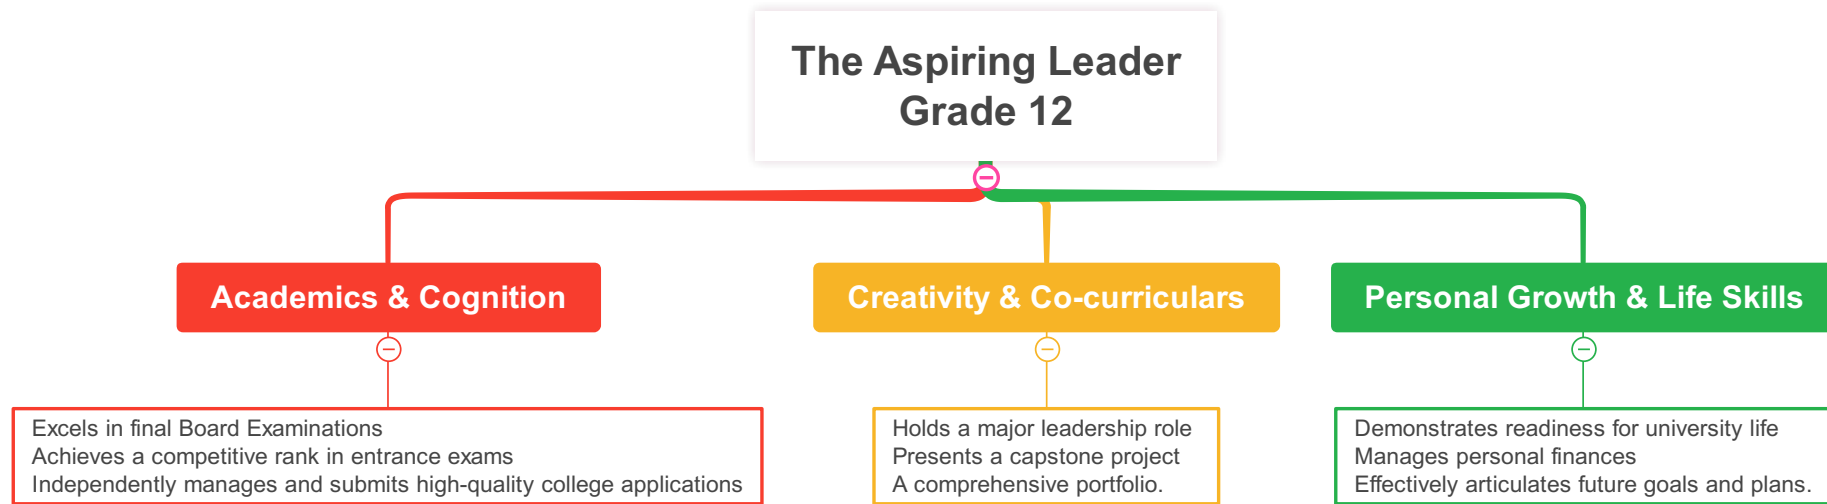 The Aspiring Leader
Grade 12
Academics & Cognition
Creativity & Co-curriculars
Personal Growth & Life Skills
Excels in final Board Examinations
Achieves a competitive rank in entrance exams
Independently manages and submits high-quality college applications
Holds a major leadership role
Presents a capstone project
A comprehensive portfolio.
Demonstrates readiness for university life
Manages personal finances
Effectively articulates future goals and plans.